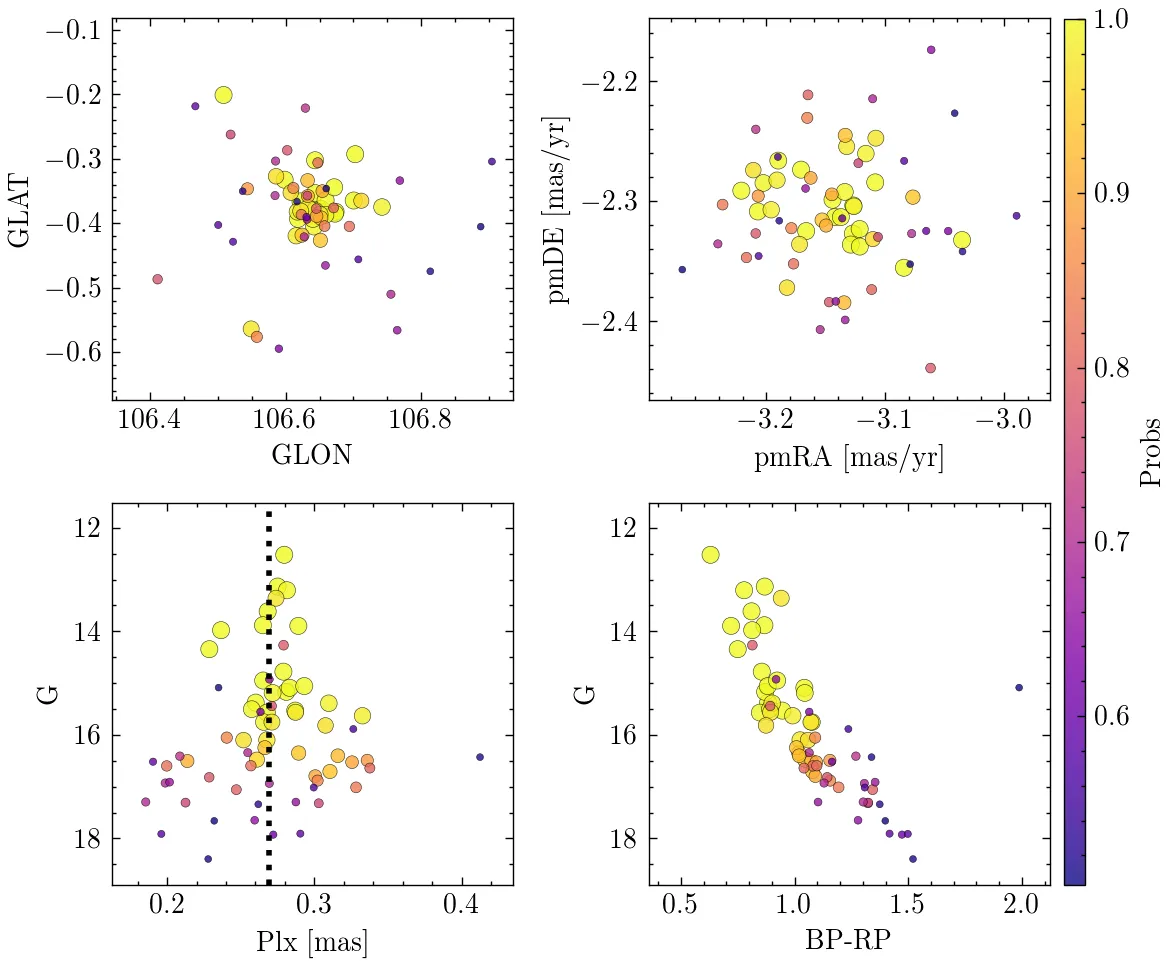 −0.1
−0.2
−0.3
−0.4
−0.5
−0.6
GLAT
106.4 106.6 106.8
GLON
−2.2
−2.3
−2.4
pmDE [mas/yr]
−3.2 −3.1 −3.0
pmRA [mas/yr]
1.0
0.9
0.8
0.7
0.6
Probs
12
14
16
18
G
0.2 0.3 0.4
Plx [mas]
12
14
16
18
G
0.5 1.0 1.5 2.0
BP-RP